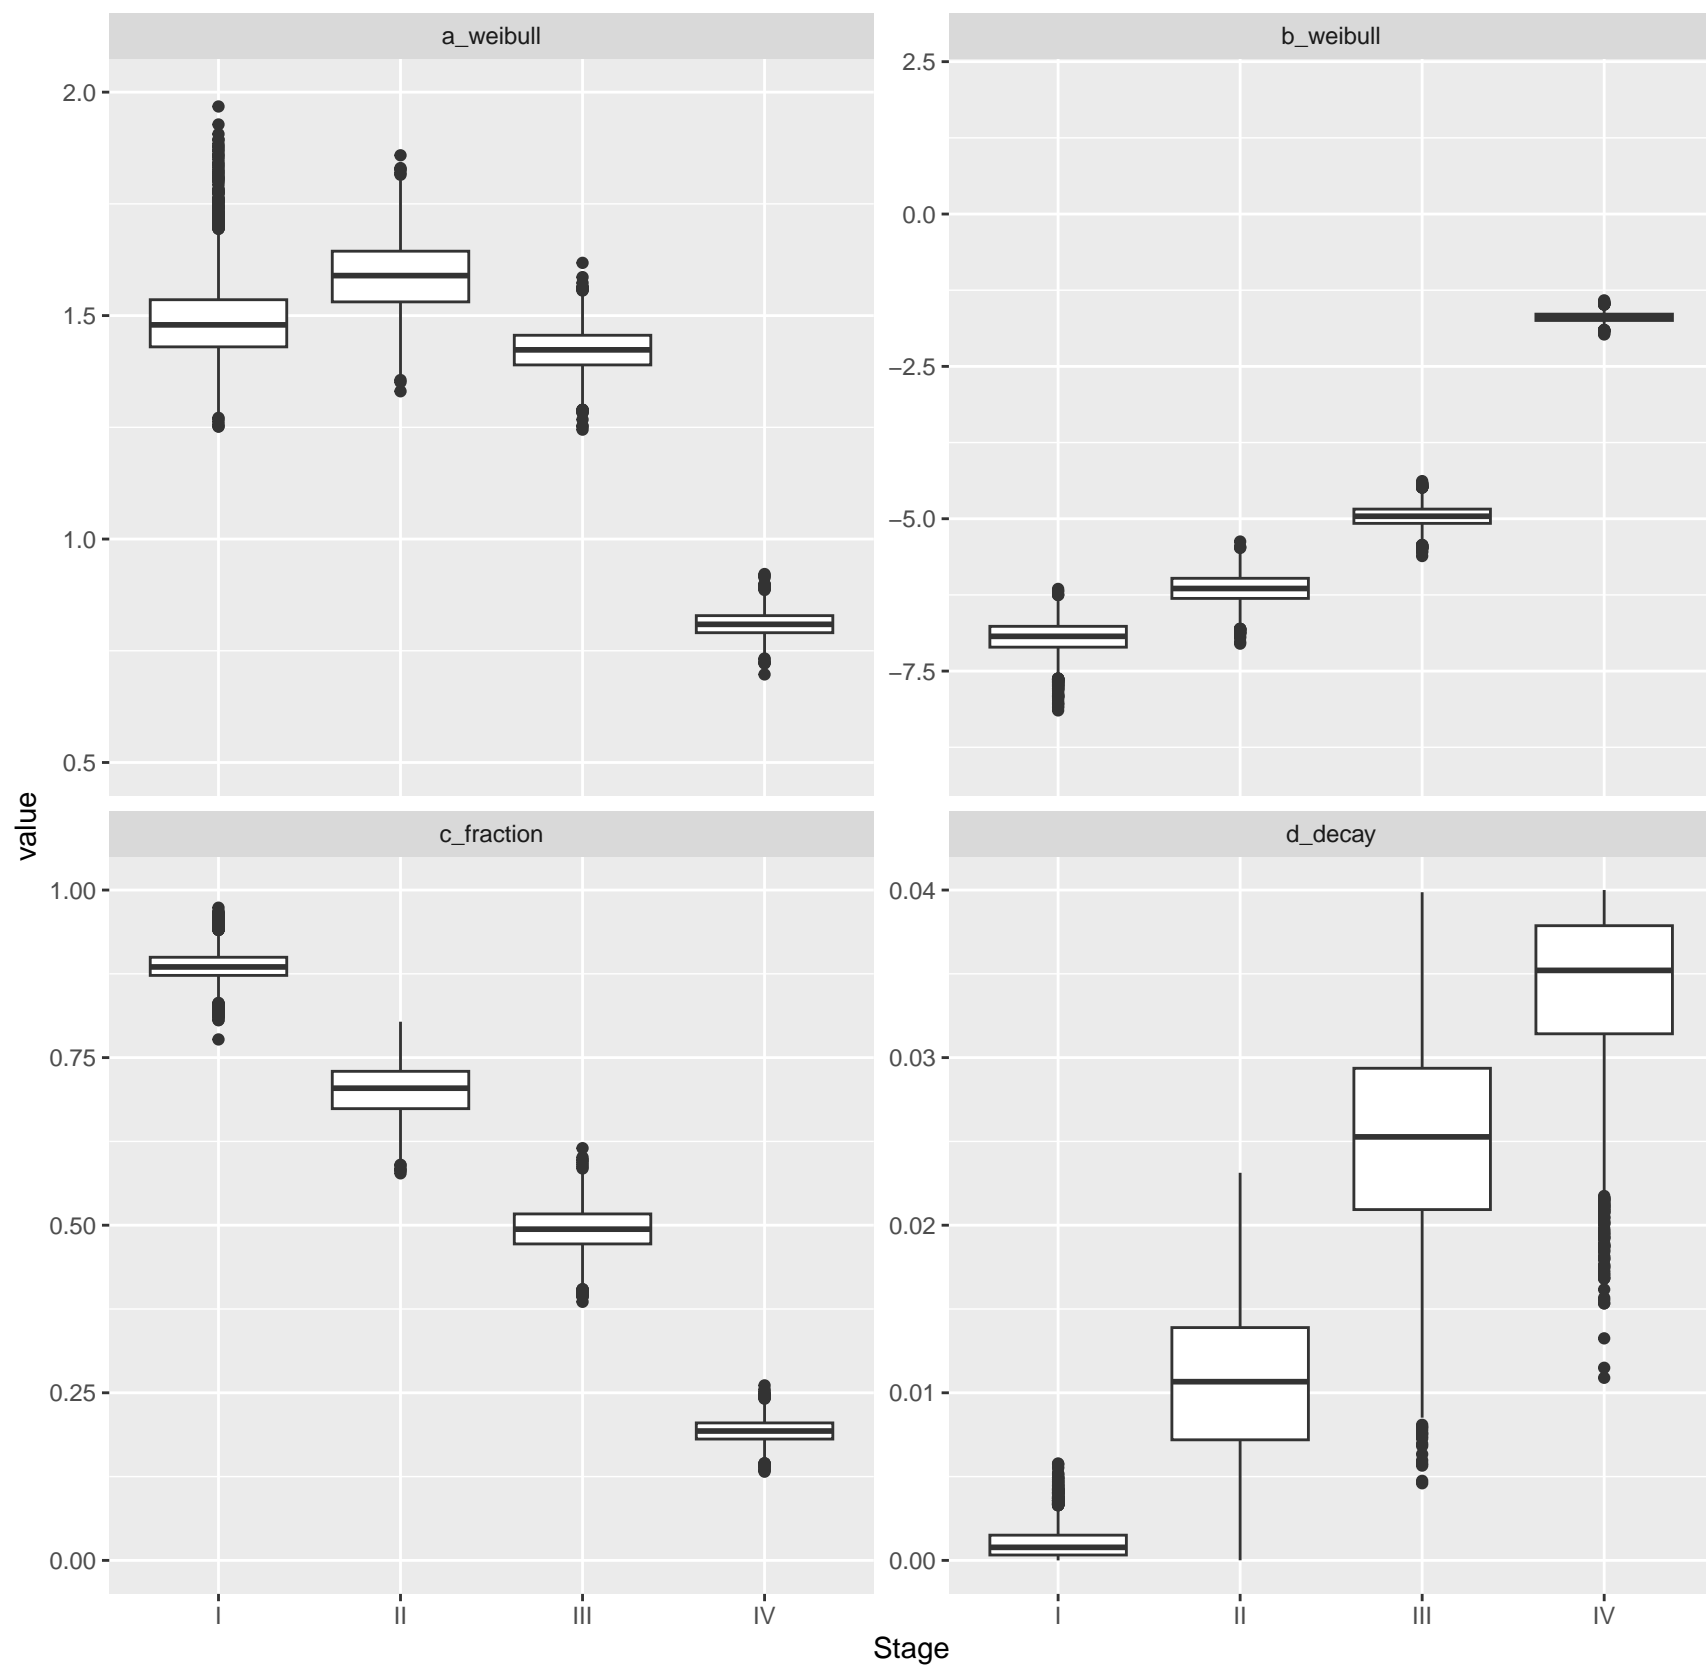 a_weibull
b_weibull
2.0
1.5
1.0
0.5
2.5
0.0
−2.5
−5.0
−7.5
value
c_fraction
d_decay
1.00
0.75
0.50
0.25
0.00
0.04
0.03
0.02
0.01
0.00
I II III IV
I II III IV
Stage